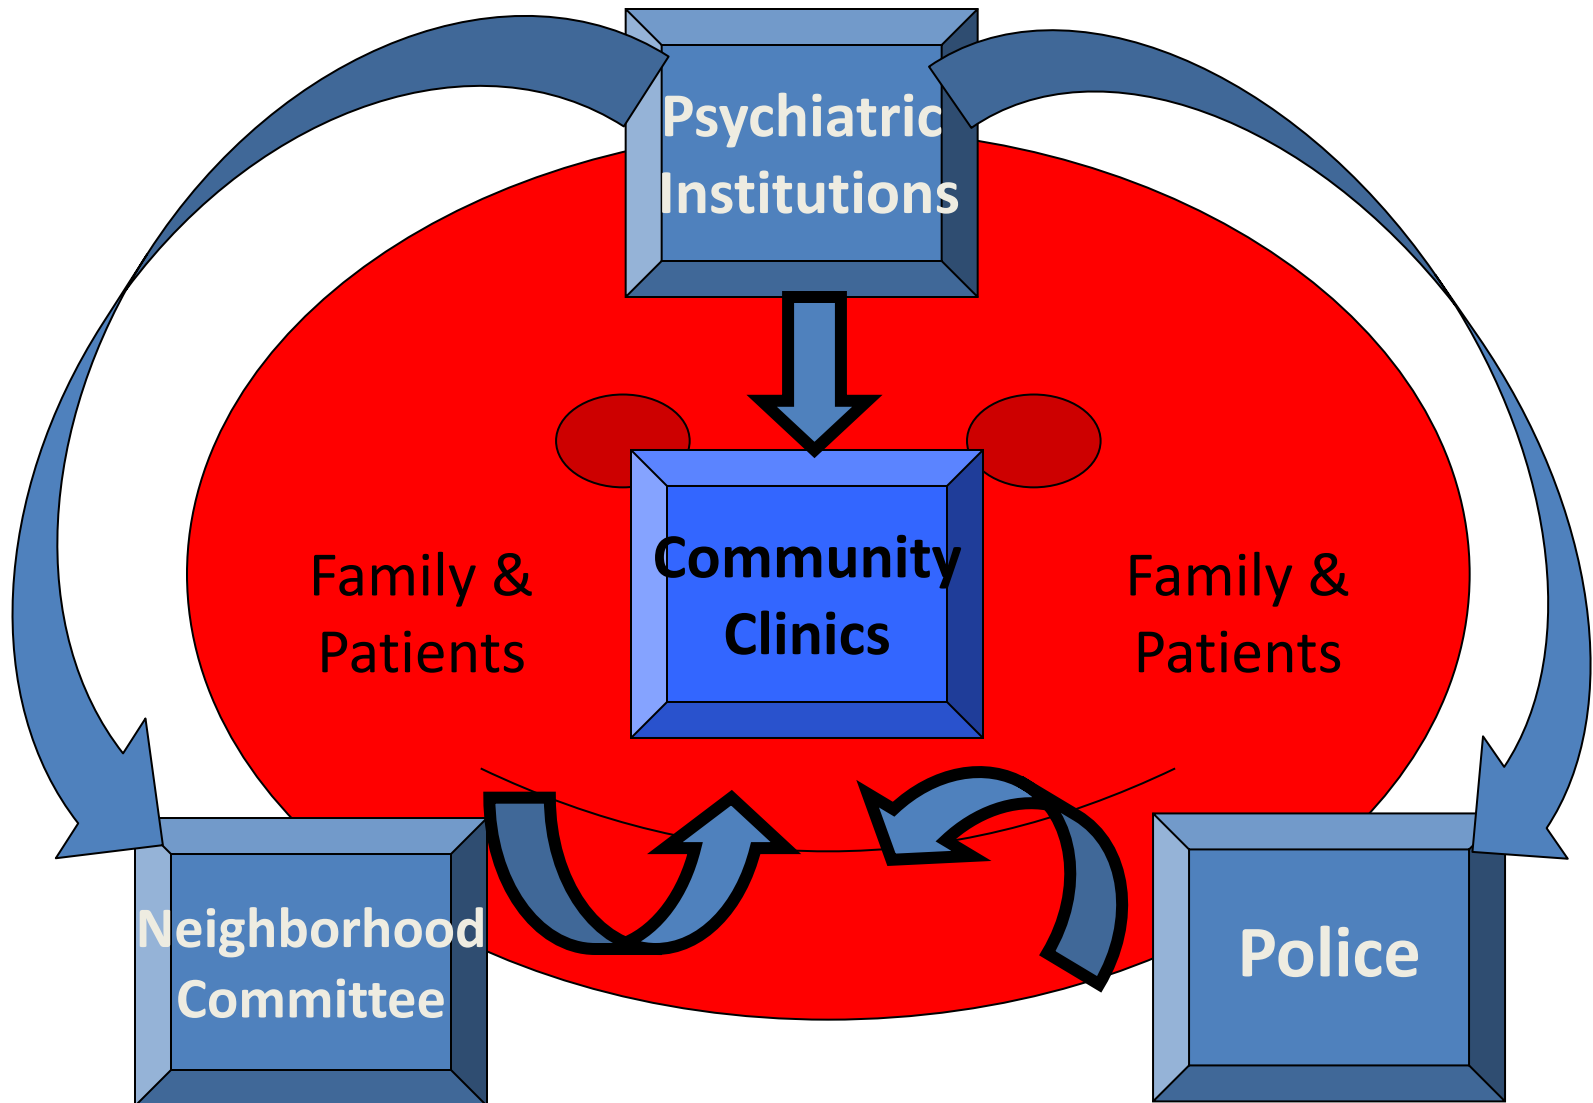 Psychiatric
Institutions
Family &
Patients
Community
Clinics
Family &
Patients
Neighborhood
Committee
Police